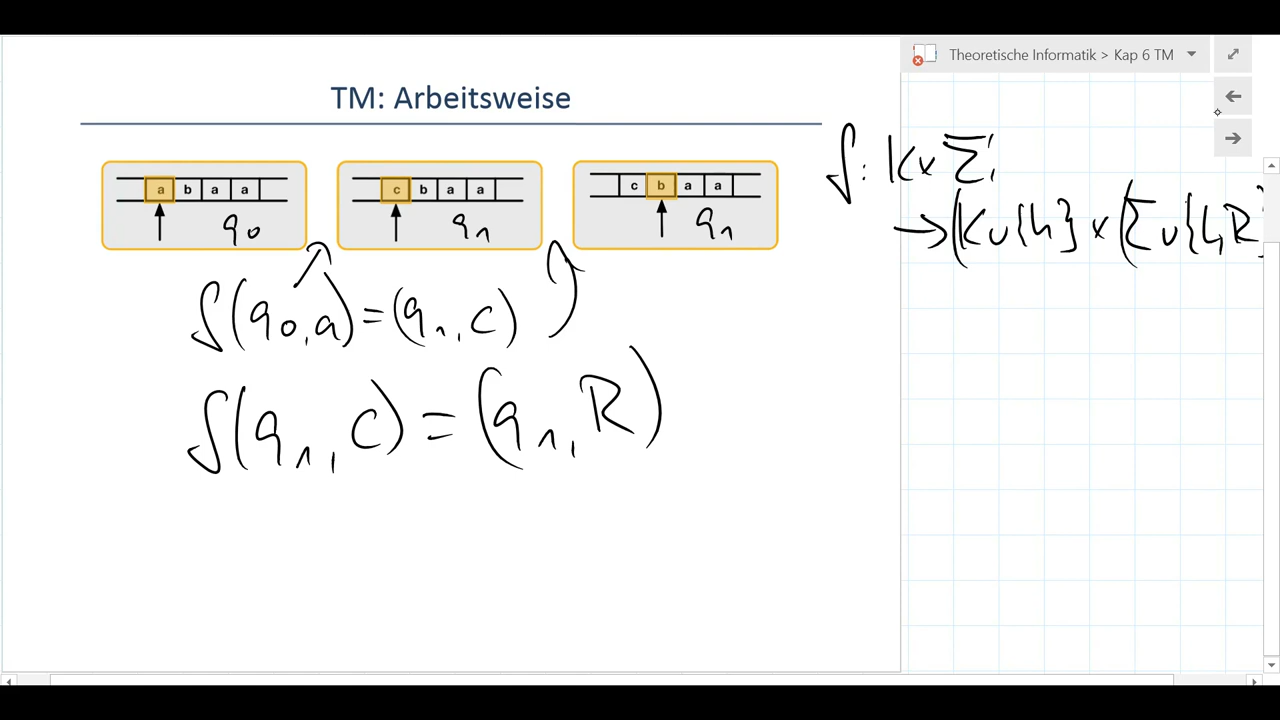 Theoretische Informatik > Kap 6 TM
TM: Arbeitsweise
δ: K x Σ
→ (K ∪ {h} x (Σ ∪ {L, R}
a b a a
q₀
c b a a
q₁
c b a a
q₁
δ(q₀, a) = (q₁, c)
δ(q₁, c) = (q₁, R)